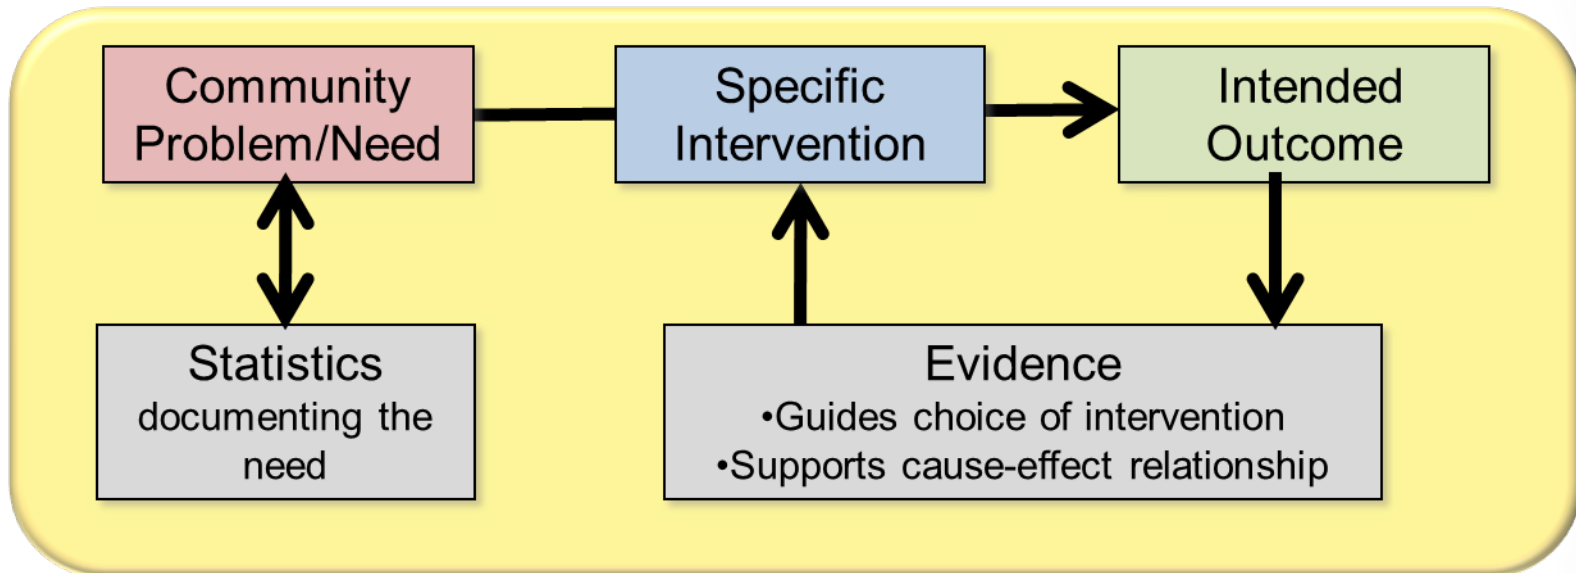 Community
Problem/Need
Specific
Intervention
Intended
Outcome
Statistics
documenting the
need
Evidence
•Guides choice of intervention
•Supports cause-effect relationship